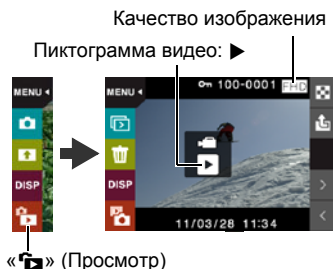 Качество изображения
Пиктограмма видео: ▶
MENU
DISP
MENU
100-0001 FHD
DISP
11/03/28 11:34
«» (Просмотр)